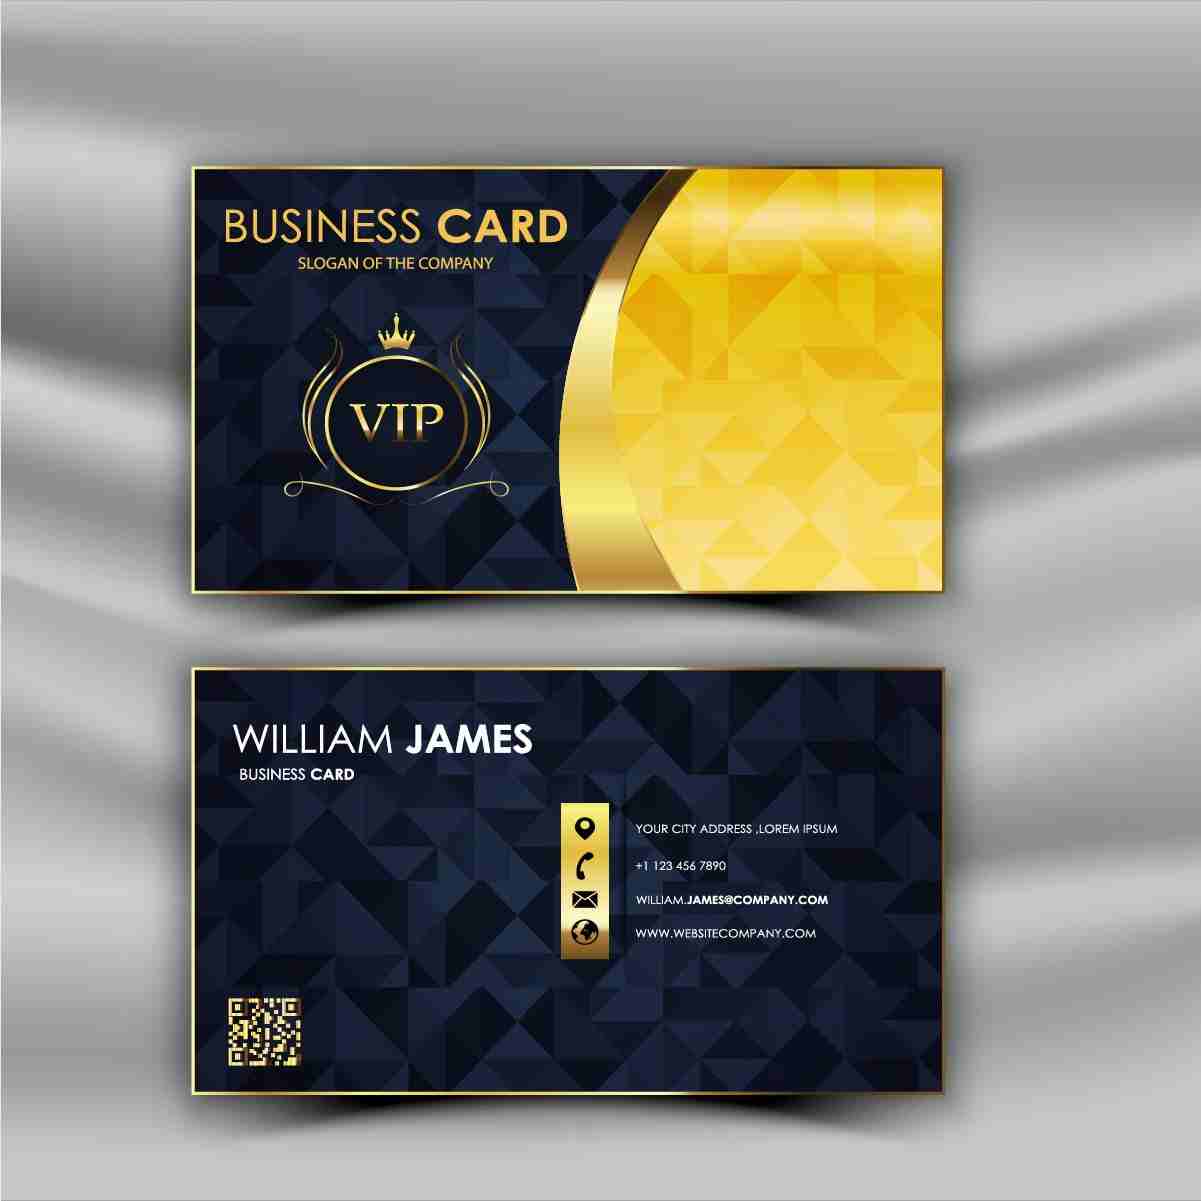 BUSINESS CARD
SLOGAN OF THE COMPANY
VIP
WILLIAM JAMES
BUSINESS CARD
YOUR CITY ADDRESS ,LOREM IPSUM
+1 123 456 7890
WILLIAM.JAMES@COMPANY.COM
WWW.WEBSITECOMPANY.COM